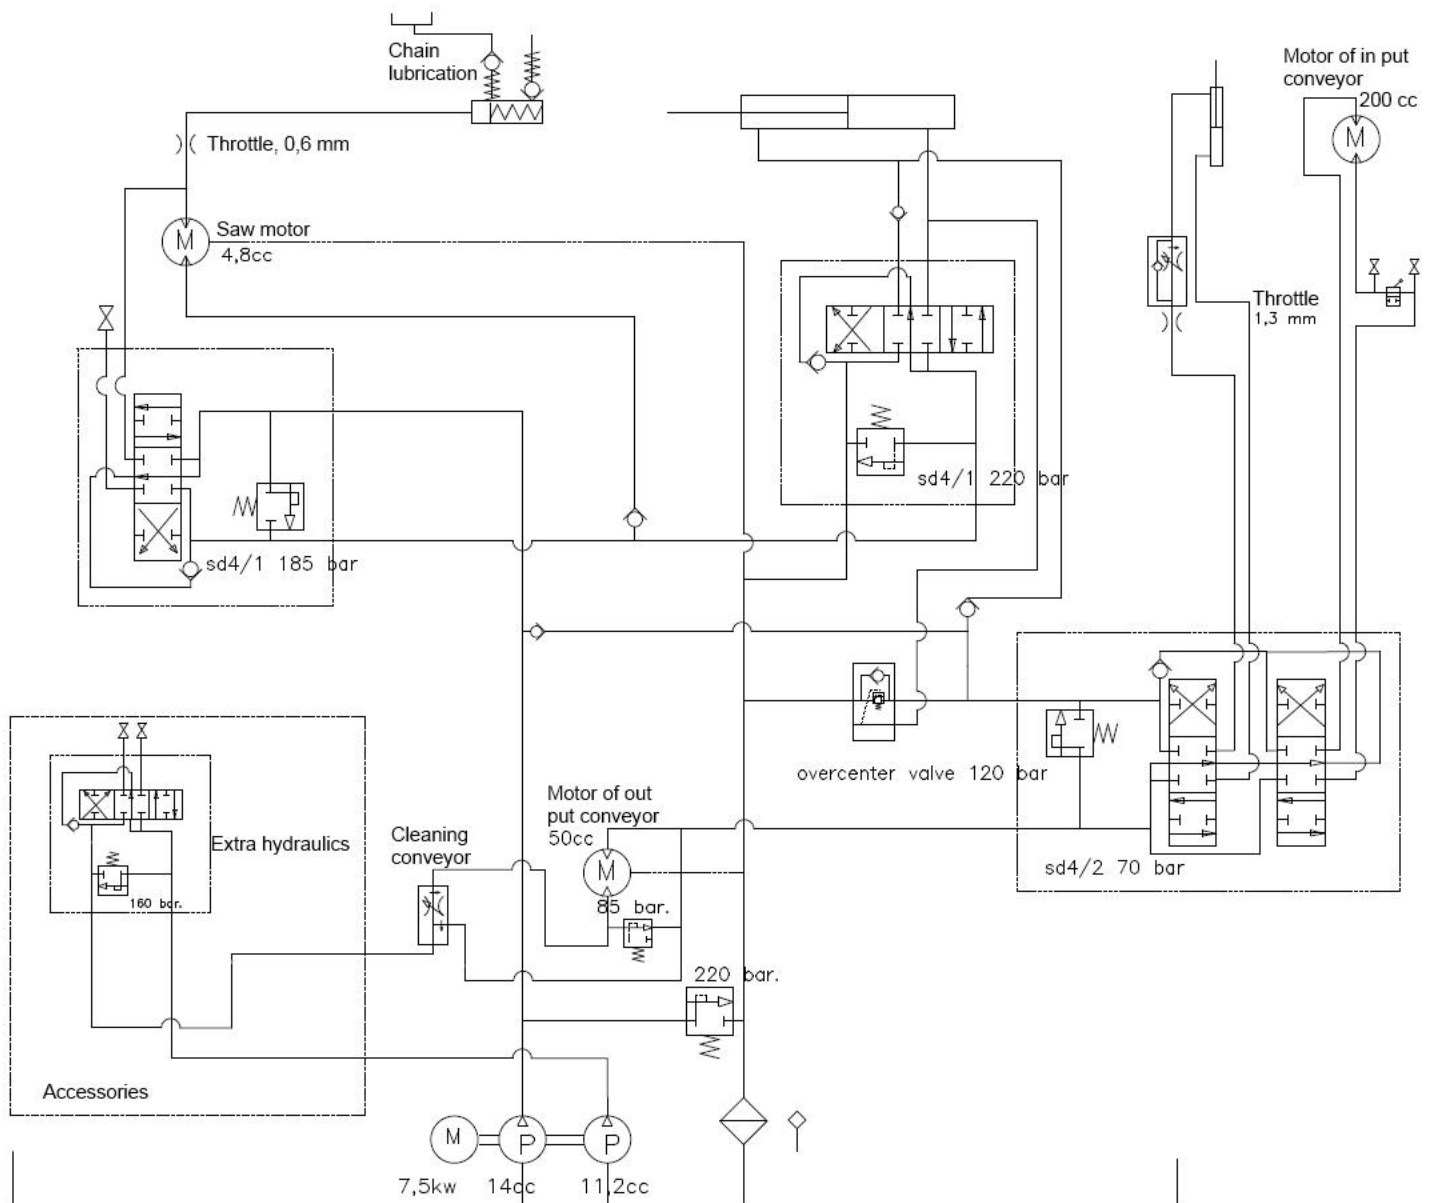 Chain
lubrication
Motor of in put
conveyor
200 cc
M
Throttle, 0,6 mm
Saw motor
4,8cc
M
Throttle
1,3 mm
sd4/1 220 bar
sd4/1 185 bar
overcenter valve 120 bar
Motor of out
put conveyor
50cc
M
85 bar.
Cleaning
conveyor
Extra hydraulics
160 bar.
sd4/2 70 bar
220 bar.
Accessories
M
P
P
7,5kw
14cc
11,2cc